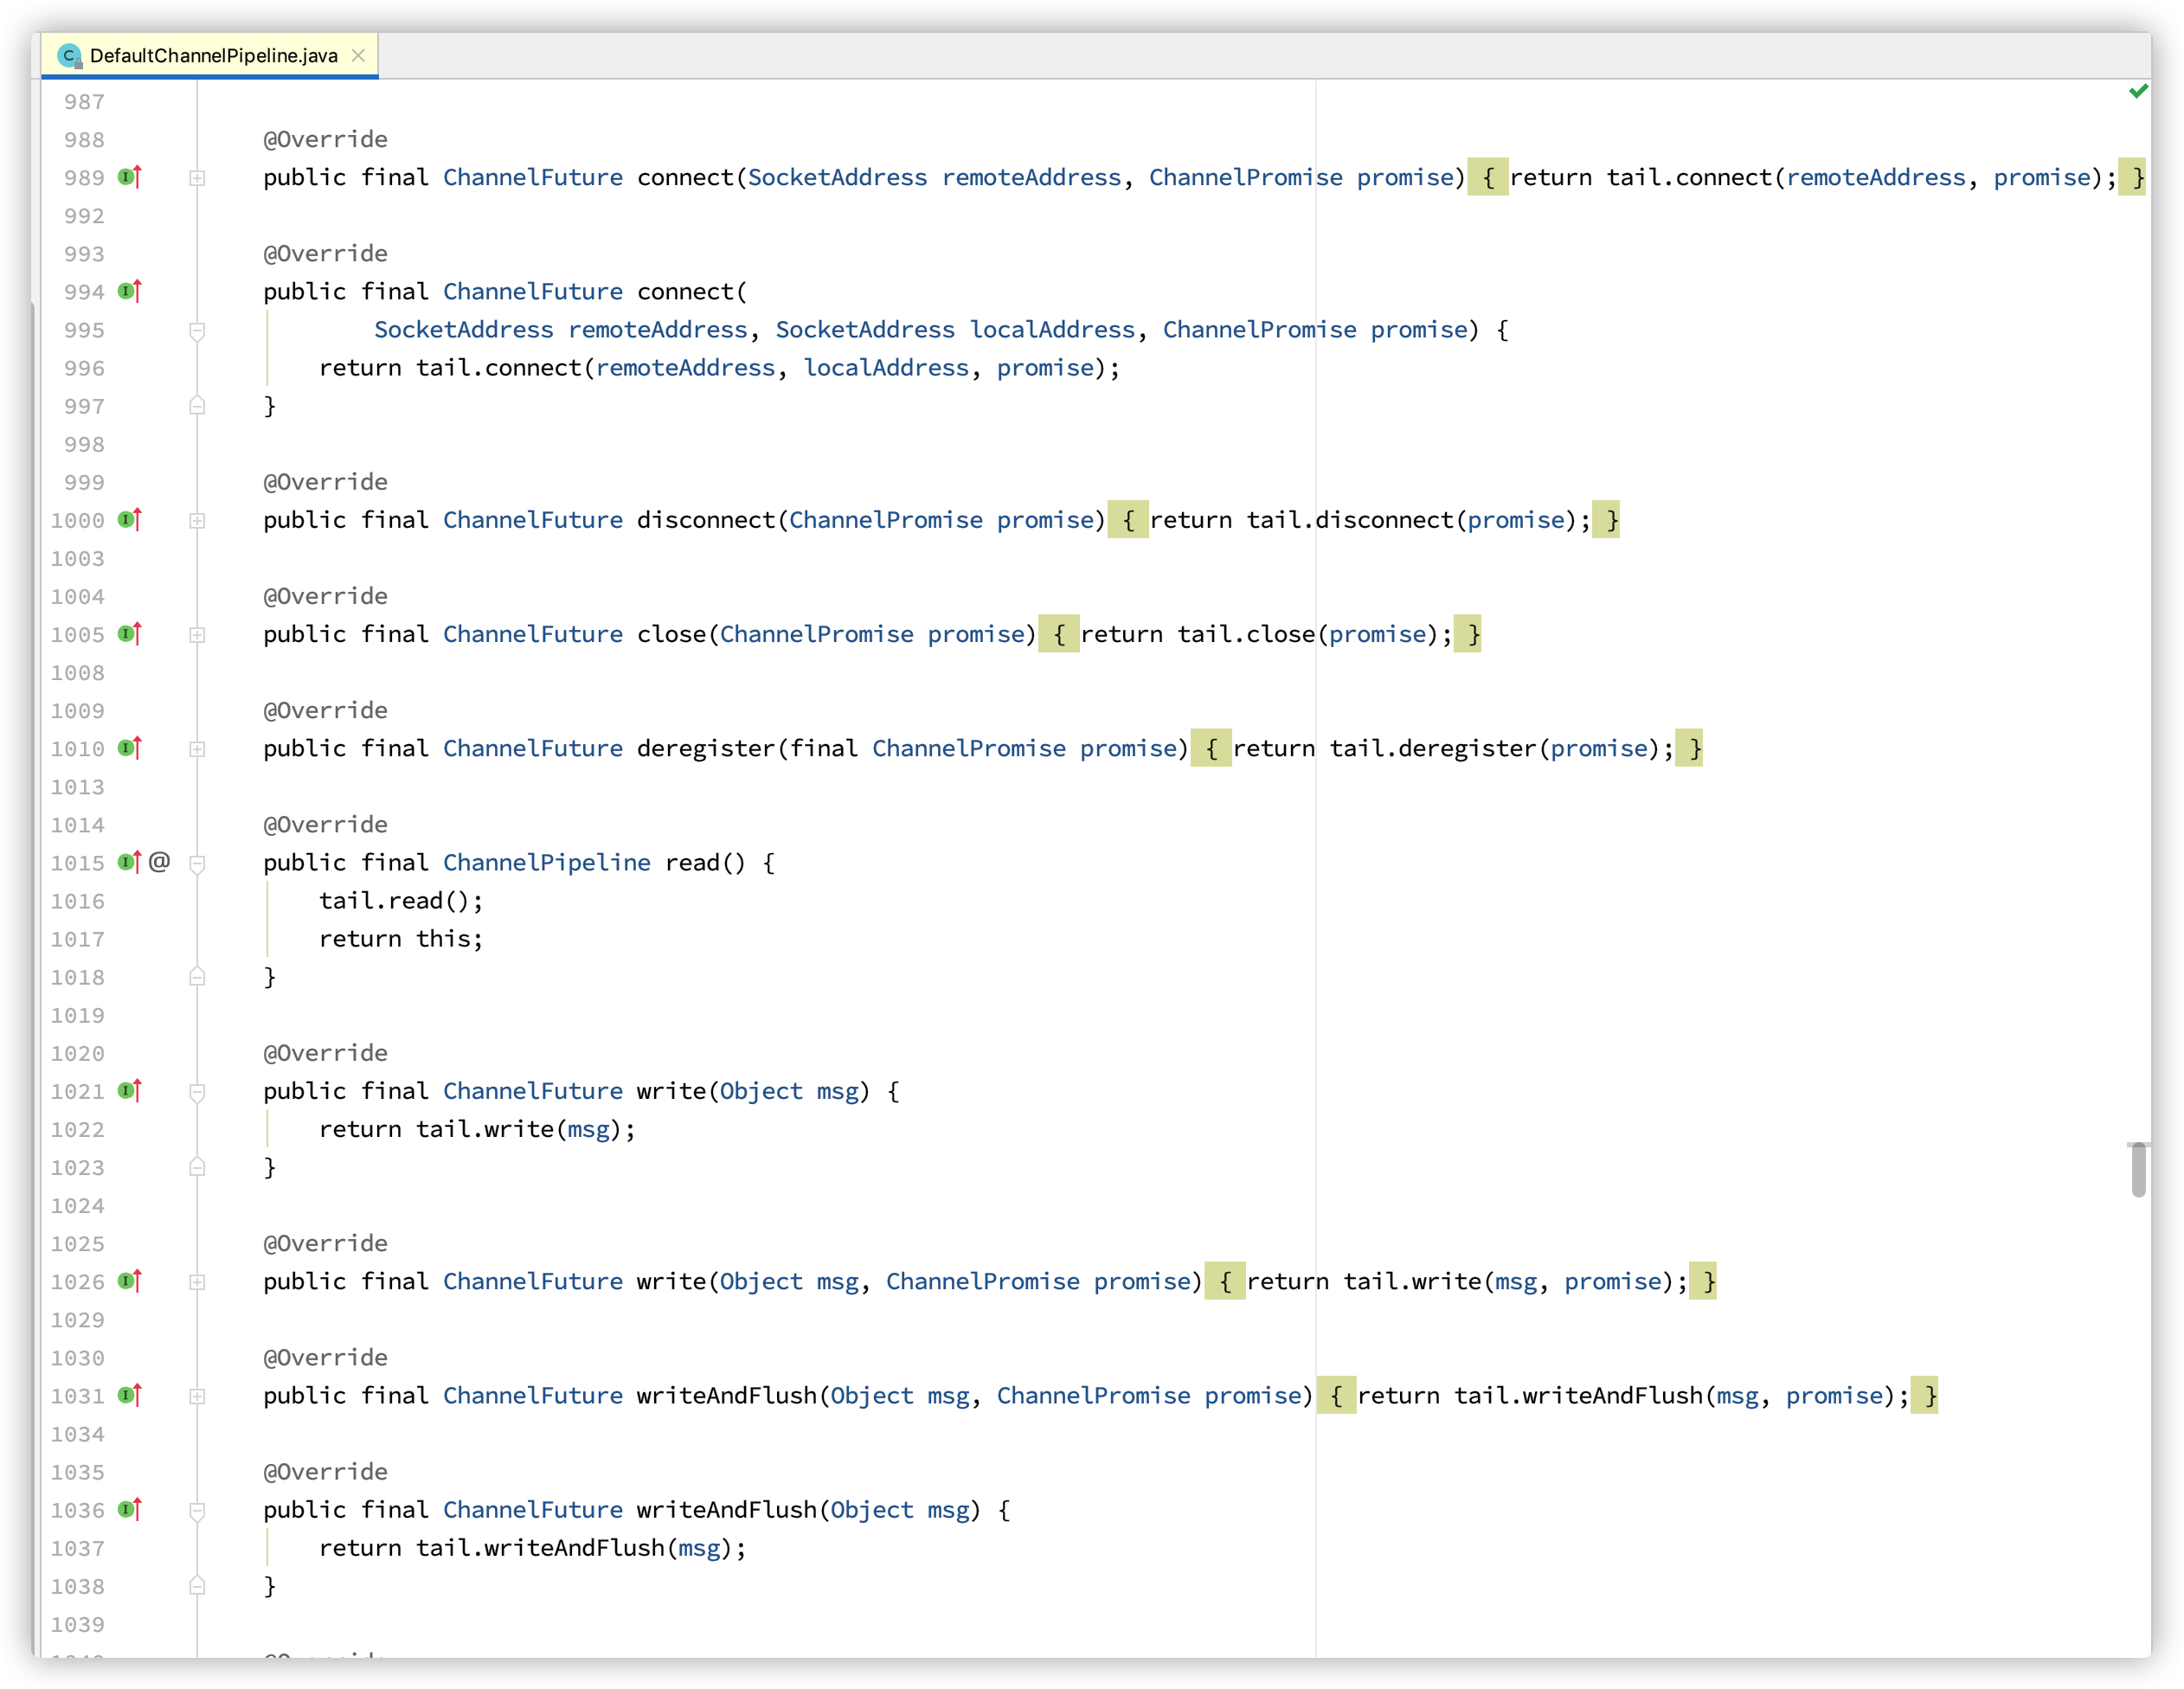 DefaultChannelPipeline.java
987
988 @Override
989 public final ChannelFuture connect(SocketAddress remoteAddress, ChannelPromise promise) { return tail.connect(remoteAddress, promise); }
992
993 @Override
994 public final ChannelFuture connect(
995 SocketAddress remoteAddress, SocketAddress localAddress, ChannelPromise promise) {
996 return tail.connect(remoteAddress, localAddress, promise);
997 }
998
999 @Override
1000 public final ChannelFuture disconnect(ChannelPromise promise) { return tail.disconnect(promise); }
1003
1004 @Override
1005 public final ChannelFuture close(ChannelPromise promise) { return tail.close(promise); }
1008
1009 @Override
1010 public final ChannelFuture deregister(final ChannelPromise promise) { return tail.deregister(promise); }
1013
1014 @Override
1015 @ public final ChannelPipeline read() {
1016 tail.read();
1017 return this;
1018 }
1019
1020 @Override
1021 public final ChannelFuture write(Object msg) {
1022 return tail.write(msg);
1023 }
1024
1025 @Override
1026 public final ChannelFuture write(Object msg, ChannelPromise promise) { return tail.write(msg, promise); }
1029
1030 @Override
1031 public final ChannelFuture writeAndFlush(Object msg, ChannelPromise promise) { return tail.writeAndFlush(msg, promise); }
1034
1035 @Override
1036 public final ChannelFuture writeAndFlush(Object msg) {
1037 return tail.writeAndFlush(msg);
1038 }
1039